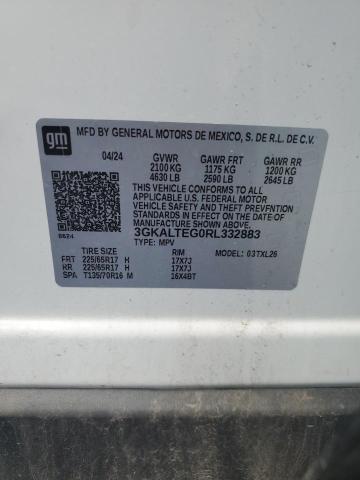 gm
MFD BY GENERAL MOTORS DE MEXICO, S. DE R.L. DE C.V.
04/24 GVWR GAWR FRT GAWR RR
2100 KG 1175 KG 1200 KG
4630 LB 2590 LB 2645 LB
THIS VEHICLE CONFORMS TO ALL
APPLICABLE U.S. FEDERAL MOTOR VEHICLE
SAFETY AND THEFT PREVENTION
STANDARDS IN EFFECT ON THE DATE OF
MANUFACTURE SHOWN ABOVE.
3GKALTEG0RL332883
8624 TYPE: MPV MODEL: 03TXL26
TIRE SIZE RIM
FRT 225/65R17 H 17X7J
RR 225/65R17 H 17X7J
SPA T135/70R16 M 16X4BT